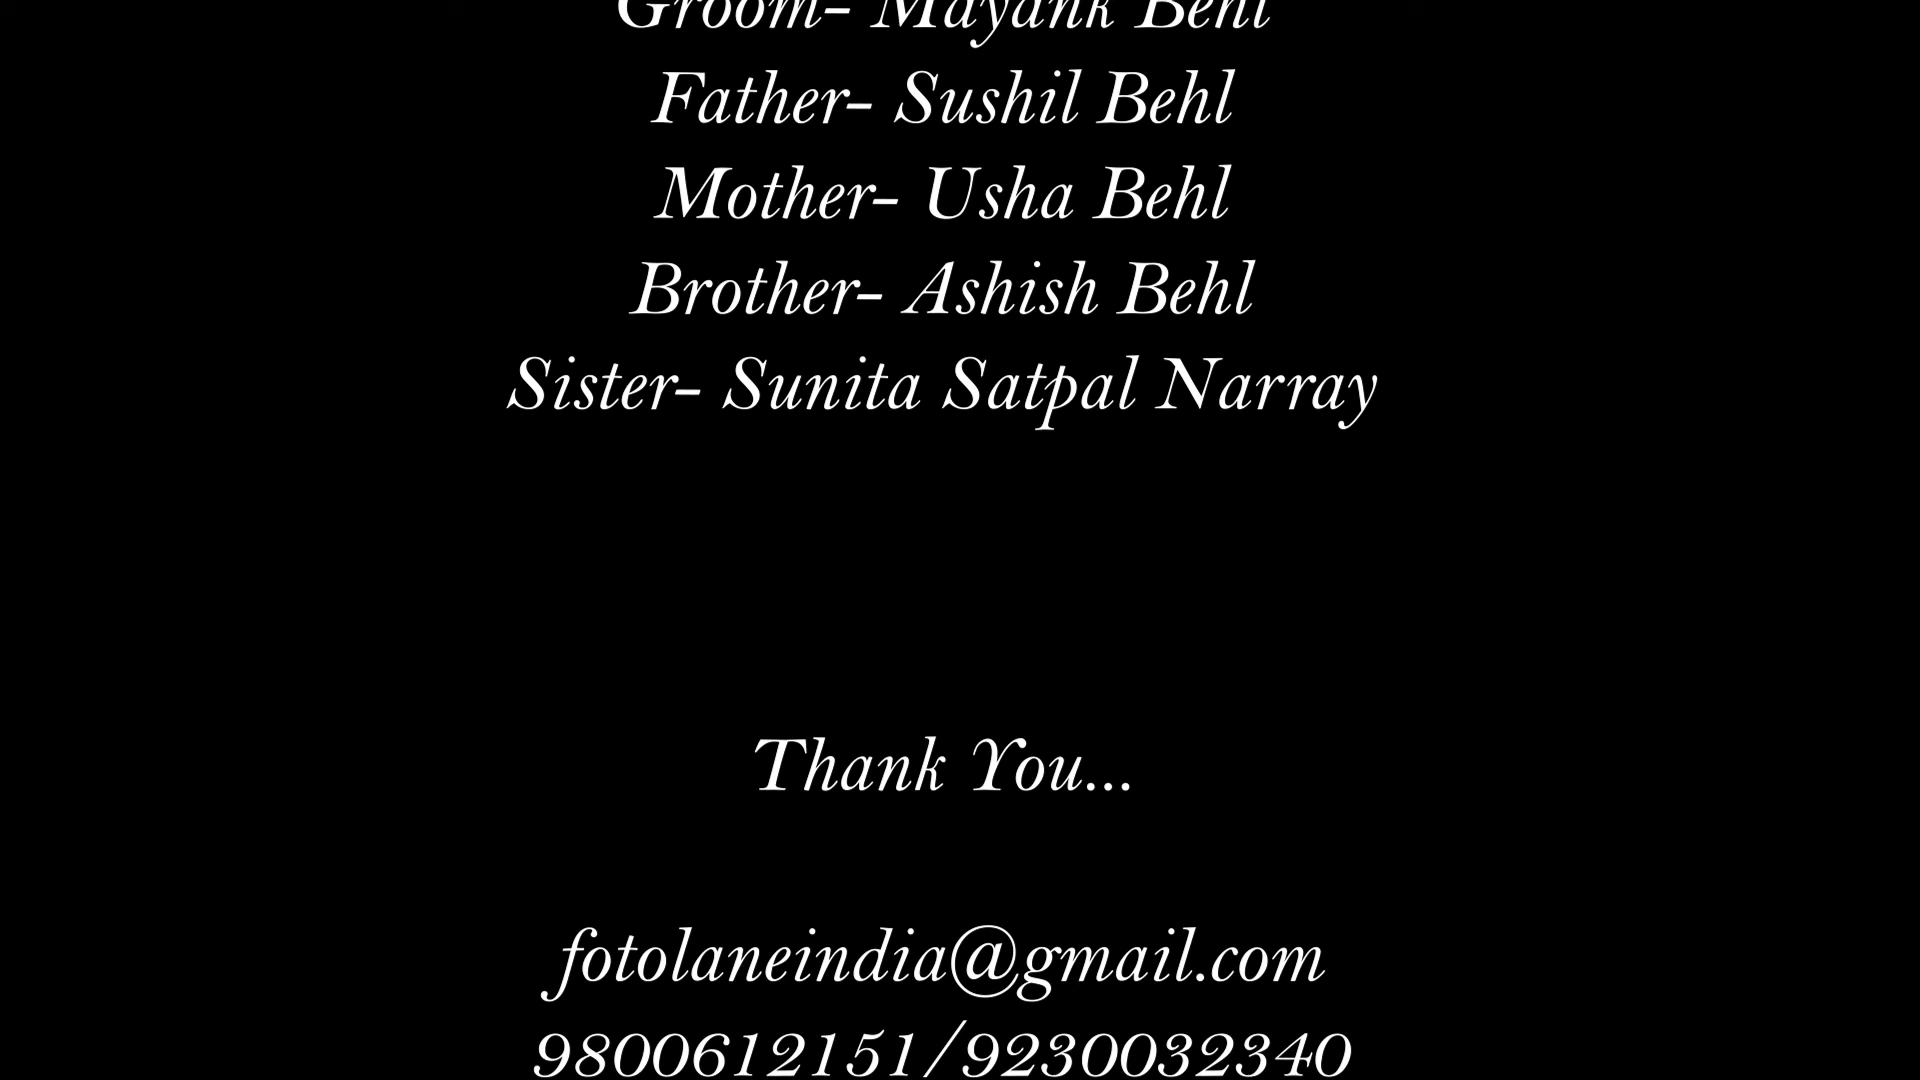 Groom- Mayank Behl
Father- Sushil Behl
Mother- Usha Behl
Brother- Ashish Behl
Sister- Sunita Satpal Narray
Thank You...
fotolaneindia@gmail.com
9800612151/9230032340